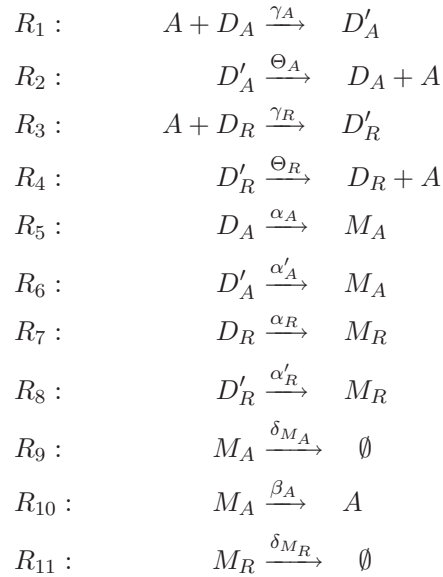 R₁ : A + D_A —γ_A→ D′_A
R₂ : D′_A —Θ_A→ D_A + A
R₃ : A + D_R —γ_R→ D′_R
R₄ : D′_R —Θ_R→ D_R + A
R₅ : D_A —α_A→ M_A
R₆ : D′_A —α′_A→ M_A
R₇ : D_R —α_R→ M_R
R₈ : D′_R —α′_R→ M_R
R₉ : M_A —δ_{M_A}→ ∅
R₁₀ : M_A —β_A→ A
R₁₁ : M_R —δ_{M_R}→ ∅